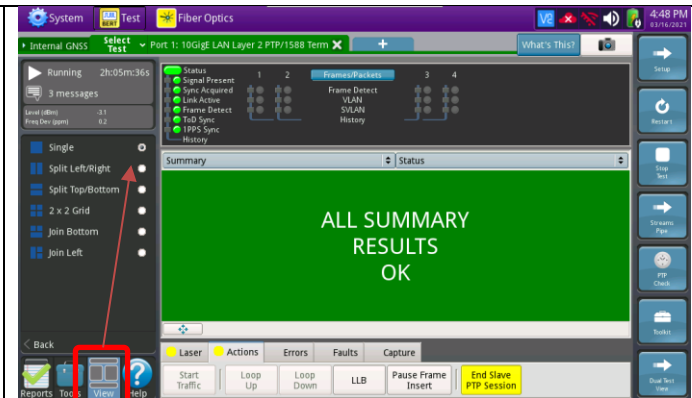 System
Test
BERT
Fiber Optics
V2
4:48 PM
03/16/2021
Internal GNSS
Select
Test
Port 1: 10GigE LAN Layer 2 PTP/1588 Term
+
What's This?
Running 2h:05m:36s
3 messages
Level (dBm) -3.1
Freq Dev (ppm) 0.2
Status
Signal Present
Sync Acquired
Link Active
Frame Detect
ToD Sync
1PPS Sync
History
1 2
Frames/Packets
3 4
Frame Detect
VLAN
SVLAN
History
Single
Split Left/Right
Split Top/Bottom
2 x 2 Grid
Join Bottom
Join Left
Back
Summary
Status
ALL SUMMARY
RESULTS
OK
Laser
Actions
Errors
Faults
Capture
Start
Traffic
Loop
Up
Loop
Down
LLB
Pause Frame
Insert
End Slave
PTP Session
Reports
Tools
View
Help
Setup
Restart
Stop
Test
Streams
Pipe
PTP
Check
Toolkit
Dual Test
View